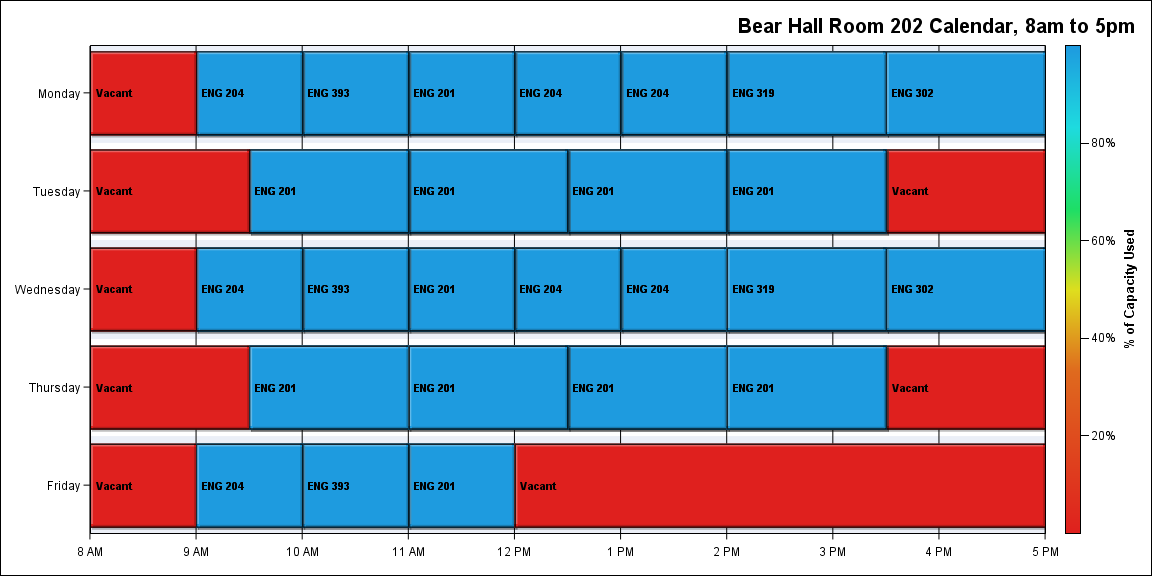 Bear Hall Room 202 Calendar, 8am to 5pm
Monday
Vacant
ENG 204
ENG 393
ENG 201
ENG 204
ENG 204
ENG 319
ENG 302
Tuesday
Vacant
ENG 201
ENG 201
ENG 201
ENG 201
Vacant
Wednesday
Vacant
ENG 204
ENG 393
ENG 201
ENG 204
ENG 204
ENG 319
ENG 302
Thursday
Vacant
ENG 201
ENG 201
ENG 201
ENG 201
Vacant
Friday
Vacant
ENG 204
ENG 393
ENG 201
Vacant
8 AM
9 AM
10 AM
11 AM
12 PM
1 PM
2 PM
3 PM
4 PM
5 PM
80%
60%
40%
20%
% of Capacity Used